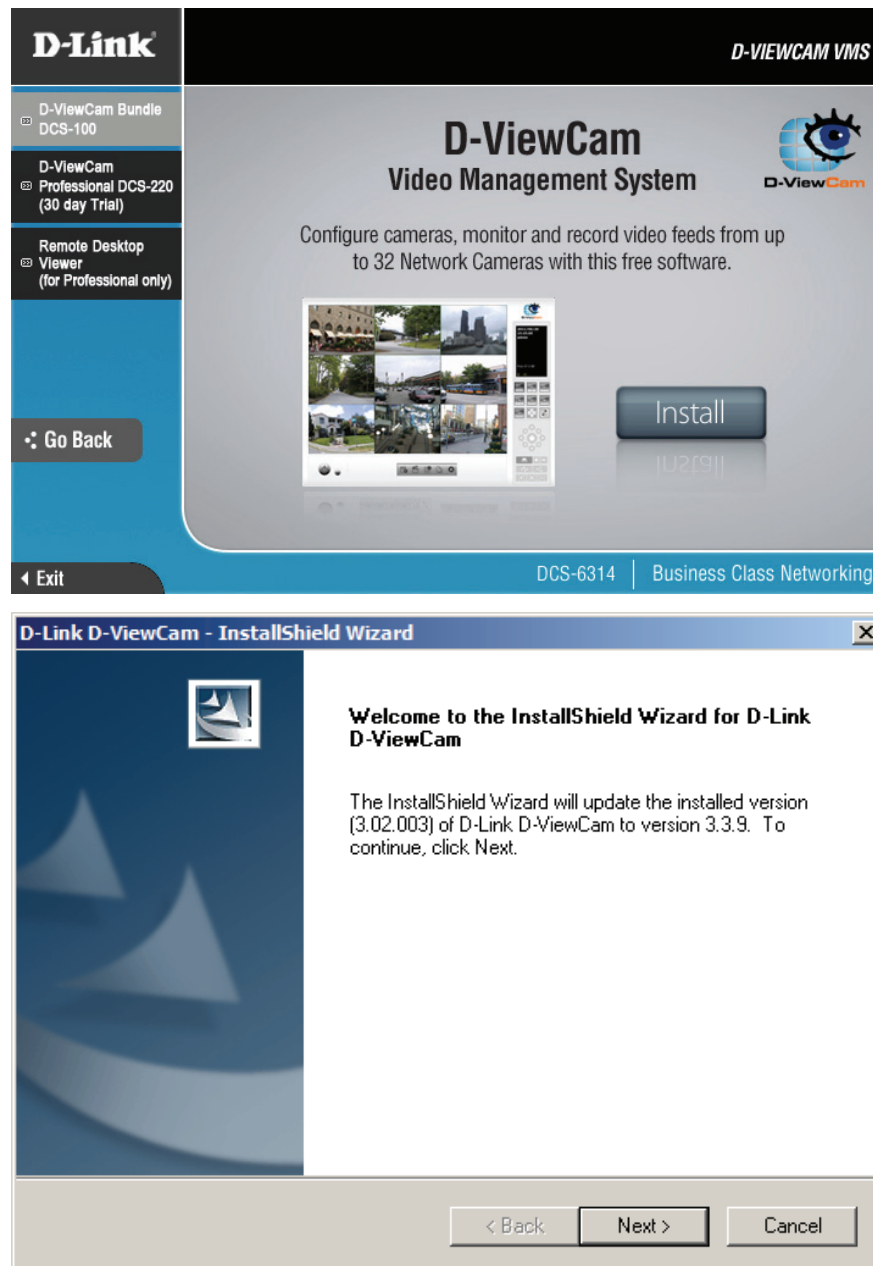 D-Link
D-VIEWCAM VMS
D-ViewCam Bundle
DCS-100
D-ViewCam
Professional DCS-220
(30 day Trial)
Remote Desktop
Viewer
(for Professional only)
Go Back
Exit
D-ViewCam
Video Management System
D-ViewCam
Configure cameras, monitor and record video feeds from up
to 32 Network Cameras with this free software.
Install
DCS-6314 | Business Class Networking
D-Link D-ViewCam - InstallShield Wizard
Welcome to the InstallShield Wizard for D-Link
D-ViewCam
The InstallShield Wizard will update the installed version
(3.02.003) of D-Link D-ViewCam to version 3.3.9. To
continue, click Next.
< Back
Next >
Cancel